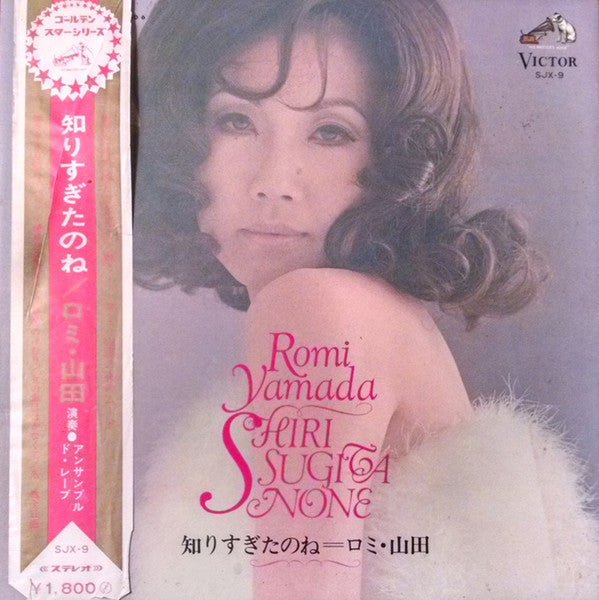 ゴールデン
スターシリーズ
知りすぎたのね/ロミ・山田
演奏●アンサンブル
ド・レーブ
SJX-9
≪ステレオ≫
¥1,800
VICTOR
SJX-9
Romi
Yamada
SHIRI
SUGITA
NONE
知りすぎたのね=ロミ・山田